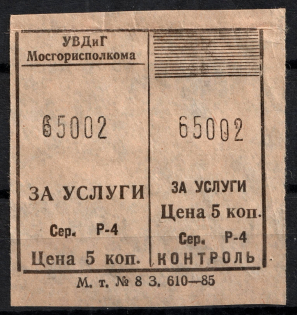 УВДиГ
Мосгорисполкома
65002
ЗА УСЛУГИ
Сер. Р-4
Цена 5 коп.
65002
ЗА УСЛУГИ
Цена 5 коп.
Сер. Р-4
КОНТРОЛЬ
М. т. № 8 З. 610—85